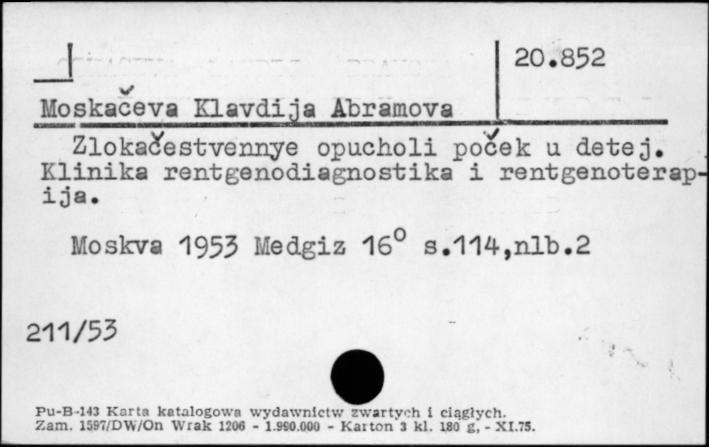 20.852
Moskačeva Klavdija Abramova
Zlokačestvennye opucholi poček u detej.
Klinika rentgenodiagnostika i rentgenoterap-
ija.
Moskva 1953 Medgiz 16° s.114,nlb.2
211/53
Pu-B-143 Karta katalogowa wydawnictw zwartych i ciągłych.
Zam. 1597/DW/On Wrak 1206 - 1.990.000 - Karton 3 kl. 180 g, - XI.75.